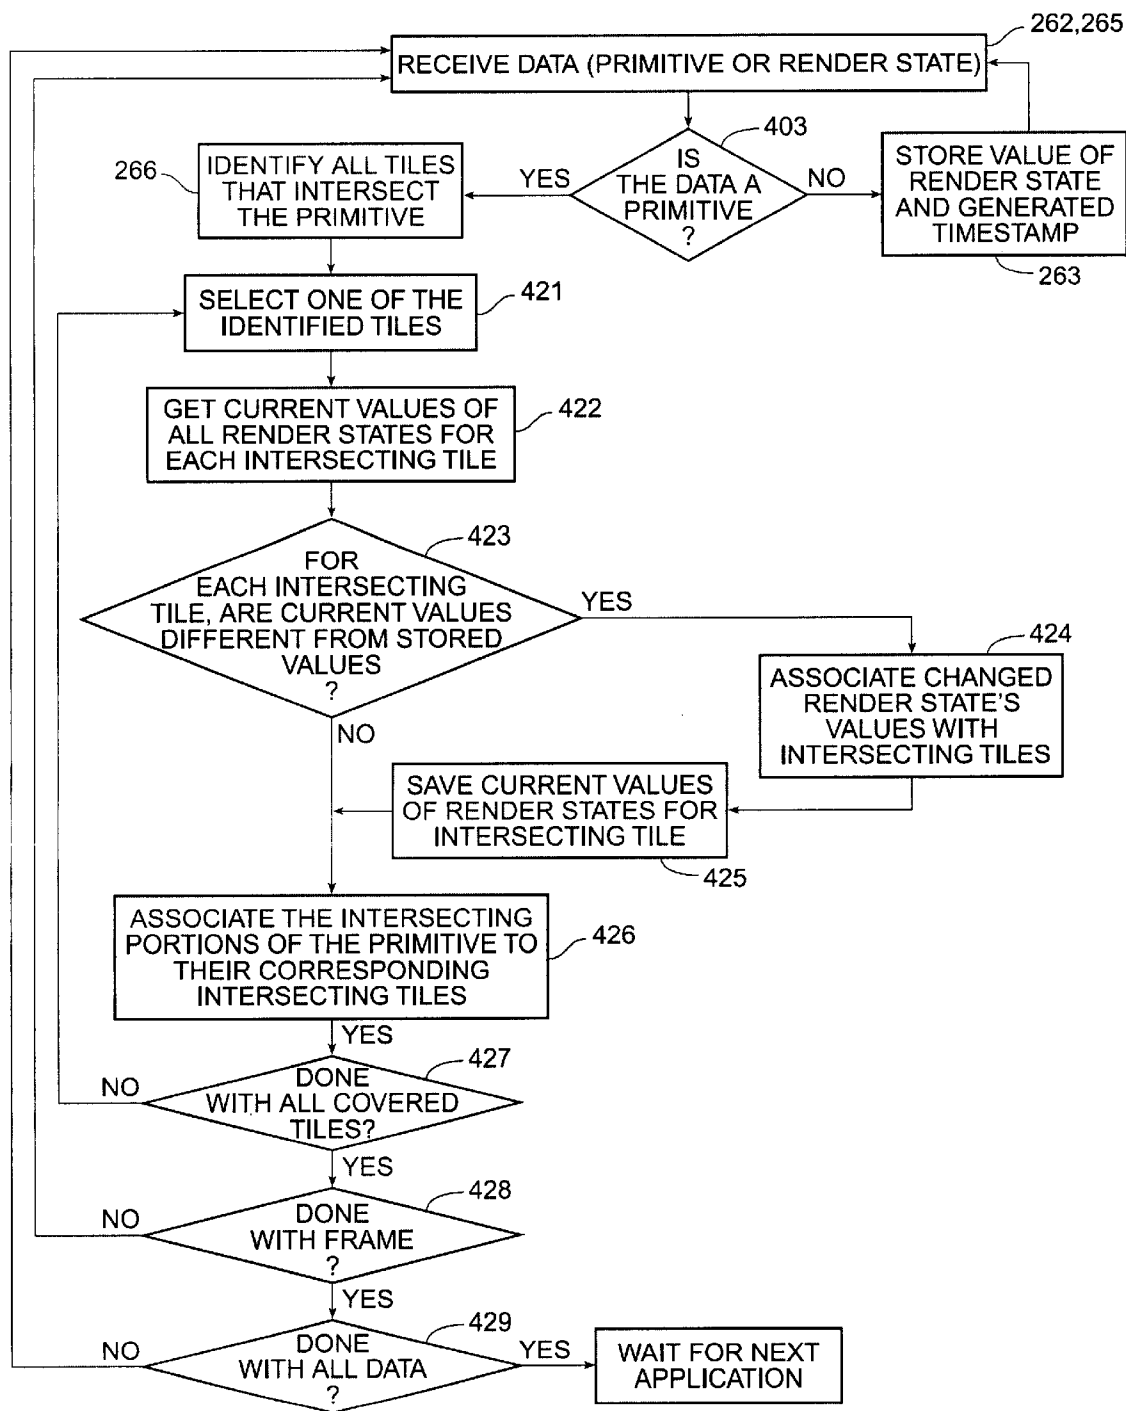 262,265
RECEIVE DATA (PRIMITIVE OR RENDER STATE)
403
IS
THE DATA A
PRIMITIVE
?
YES
NO
266
IDENTIFY ALL TILES
THAT INTERSECT
THE PRIMITIVE
STORE VALUE OF
RENDER STATE
AND GENERATED
TIMESTAMP
263
SELECT ONE OF THE
IDENTIFIED TILES
421
GET CURRENT VALUES OF
ALL RENDER STATES FOR
EACH INTERSECTING TILE
422
423
FOR
EACH INTERSECTING
TILE, ARE CURRENT VALUES
DIFFERENT FROM STORED
VALUES
?
YES
NO
424
ASSOCIATE CHANGED
RENDER STATE'S
VALUES WITH
INTERSECTING TILES
SAVE CURRENT VALUES
OF RENDER STATES FOR
INTERSECTING TILE
425
ASSOCIATE THE INTERSECTING
PORTIONS OF THE PRIMITIVE TO
THEIR CORRESPONDING
INTERSECTING TILES
426
YES
427
NO
DONE
WITH ALL COVERED
TILES?
YES
428
NO
DONE
WITH FRAME
?
YES
429
NO
DONE
WITH ALL DATA
?
YES
WAIT FOR NEXT
APPLICATION